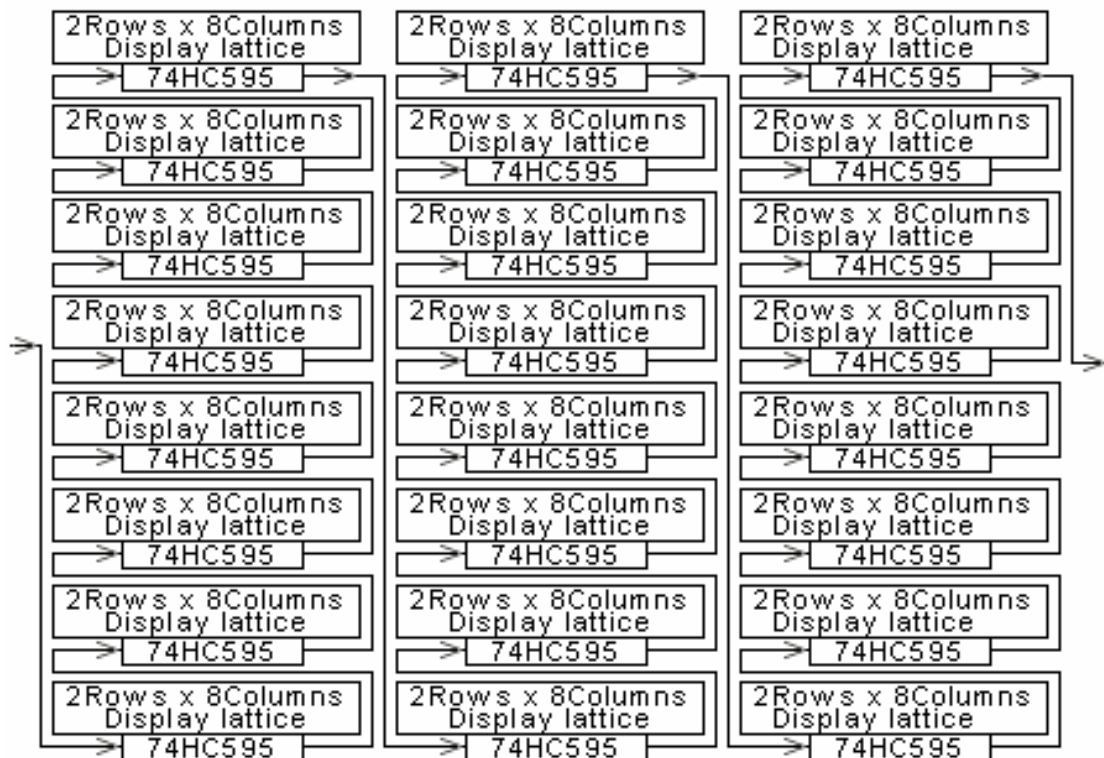 2Rows x 8Columns
Display lattice
74HC595
2Rows x 8Columns
Display lattice
74HC595
2Rows x 8Columns
Display lattice
74HC595
2Rows x 8Columns
Display lattice
74HC595
2Rows x 8Columns
Display lattice
74HC595
2Rows x 8Columns
Display lattice
74HC595
2Rows x 8Columns
Display lattice
74HC595
2Rows x 8Columns
Display lattice
74HC595
2Rows x 8Columns
Display lattice
74HC595
2Rows x 8Columns
Display lattice
74HC595
2Rows x 8Columns
Display lattice
74HC595
2Rows x 8Columns
Display lattice
74HC595
2Rows x 8Columns
Display lattice
74HC595
2Rows x 8Columns
Display lattice
74HC595
2Rows x 8Columns
Display lattice
74HC595
2Rows x 8Columns
Display lattice
74HC595
2Rows x 8Columns
Display lattice
74HC595
2Rows x 8Columns
Display lattice
74HC595
2Rows x 8Columns
Display lattice
74HC595
2Rows x 8Columns
Display lattice
74HC595
2Rows x 8Columns
Display lattice
74HC595
2Rows x 8Columns
Display lattice
74HC595
2Rows x 8Columns
Display lattice
74HC595
2Rows x 8Columns
Display lattice
74HC595